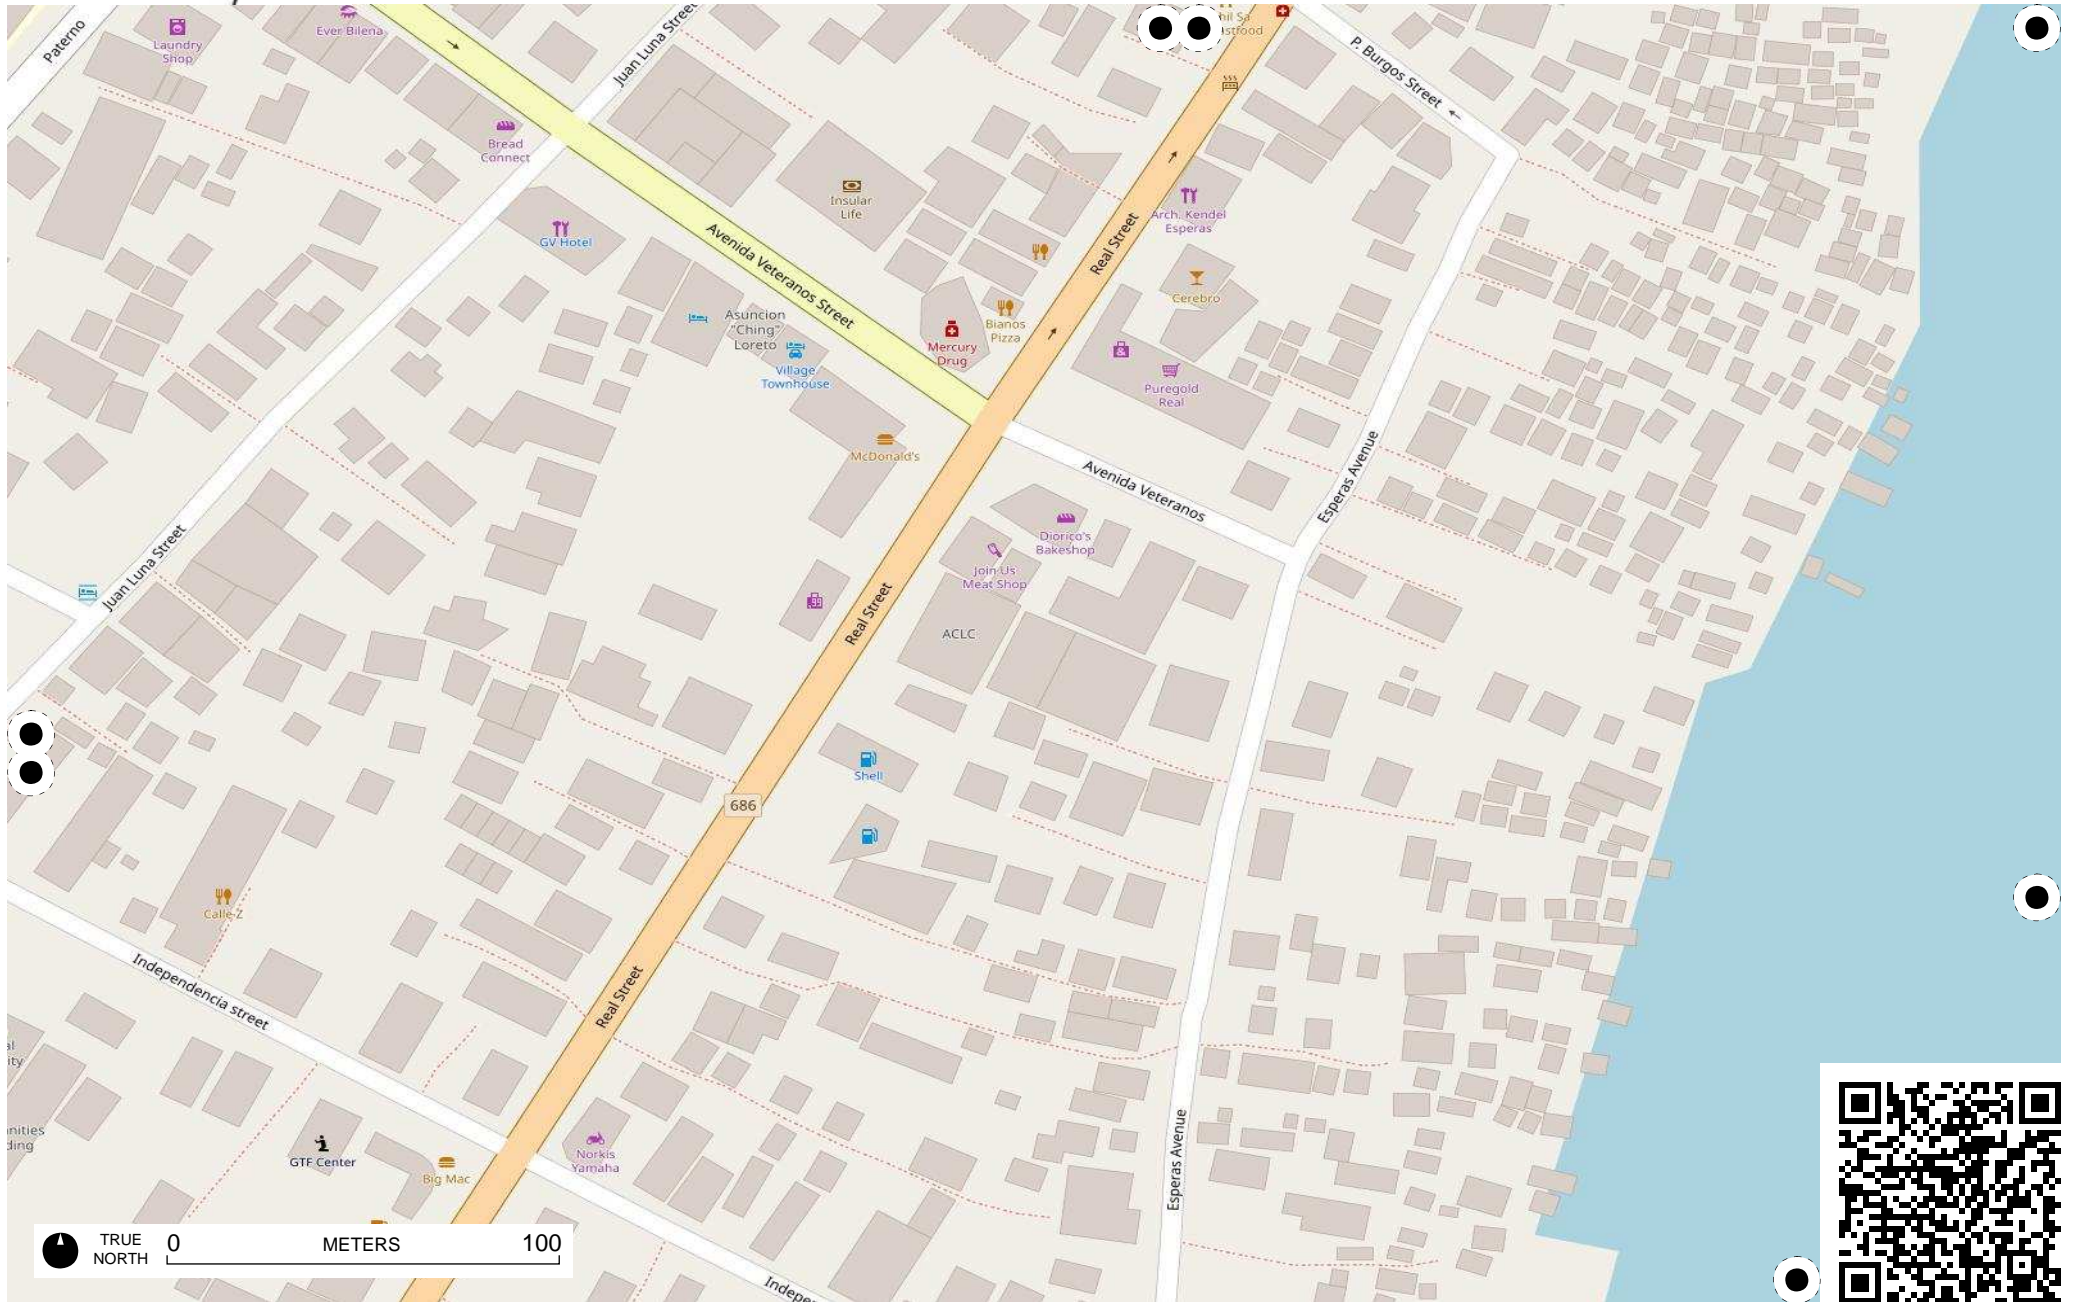 Paterno
Laundry
Shop
Ever Bilena
Juan Luna Street
P. Burgos Street
Bread
Connect
Insular
Life
GV Hotel
Avenida Veteranos Street
Real Street
Arch. Kendel
Esperas
Cerebro
Asuncion
"Ching"
Loreto
Village
Townhouse
Mercury
Drug
Bianos
Pizza
Puregold
Real
McDonald's
Avenida Veteranos
Esperas Avenue
Diorico's
Bakeshop
Join Us
Meat Shop
Juan Luna Street
Real Street
ACLC
Shell
686
Calle Z
Independencia street
Real Street
GTF Center
Big Mac
Norkis
Yamaha
Esperas Avenue
TRUE
NORTH
0 METERS 100